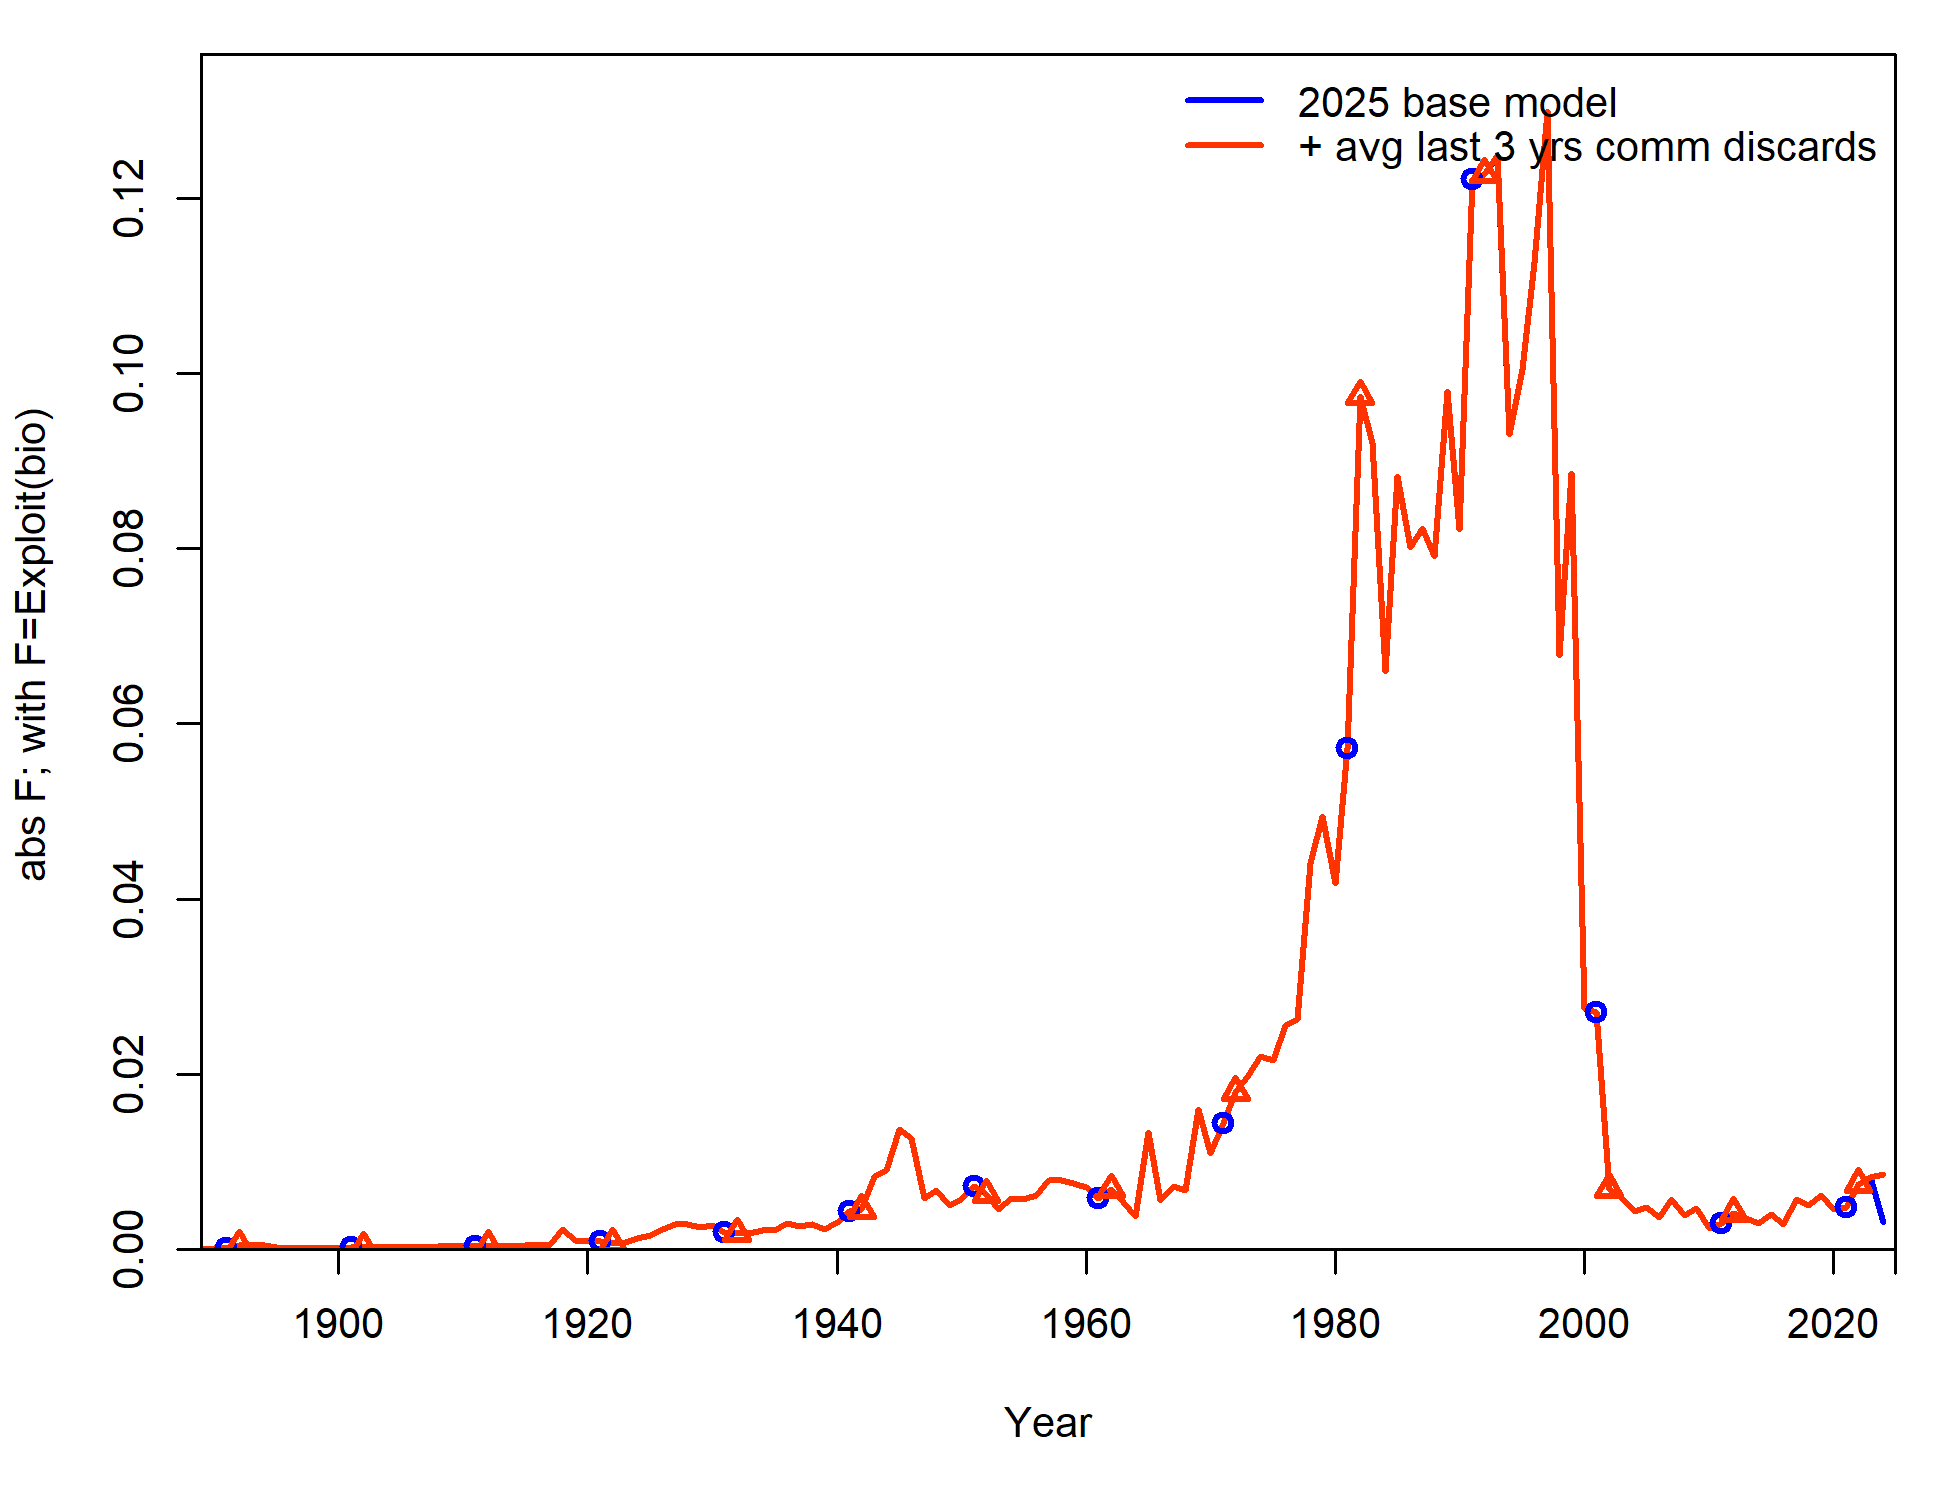 2025 base model
+ avg last 3 yrs comm discards
abs F; with F=Exploit(bio)
0.12
0.10
0.08
0.06
0.04
0.02
0.00
1900 1920 1940 1960 1980 2000 2020
Year